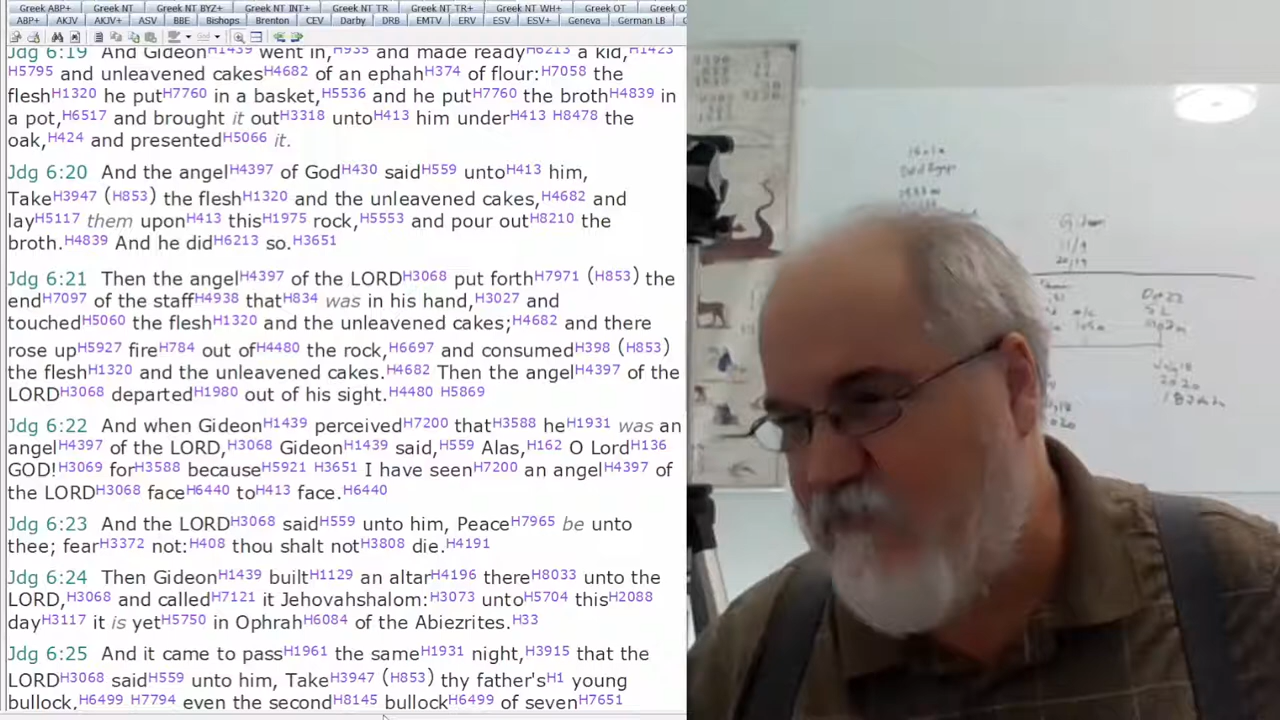 Greek ABP+ Greek NT Greek NT BYZ+ Greek NT INT+ Greek NT TR Greek NT TR+ Greek NT WH+ Greek OT
ABP+ AKJV AKJV+ ASV BBE Bishops Brenton CEV Darby DRB EMTV ERV ESV ESV+ Geneva German LB
Jdg 6:19 And GideonH1439 went in,H935 and made readyH6213 a kid,H1423
H5795 and unleavened cakesH4682 of an ephahH374 of flour:H7058 the
fleshH1320 he putH7760 in a basket,H5536 and he putH7760 the brothH4839 in
a pot,H6517 and brought it outH3318 untoH413 him underH413 H8478 the
oak,H424 and presentedH5066 it.
Jdg 6:20 And the angelH4397 of GodH430 saidH559 untoH413 him,
TakeH3947 (H853) the fleshH1320 and the unleavened cakes,H4682 and
layH5117 them uponH413 thisH1975 rock,H5553 and pour outH8210 the
broth.H4839 And he didH6213 so.H3651
Jdg 6:21 Then the angelH4397 of the LORDH3068 put forthH7971 (H853) the
endH7097 of the staffH4938 thatH834 was in his hand,H3027 and
touchedH5060 the fleshH1320 and the unleavened cakes;H4682 and there
rose upH5927 fireH784 out ofH4480 the rock,H6697 and consumedH398 (H853)
the fleshH1320 and the unleavened cakes.H4682 Then the angelH4397 of the
LORDH3068 departedH1980 out of his sight.H4480 H5869
Jdg 6:22 And when GideonH1439 perceivedH7200 thatH3588 heH1931 was an
angelH4397 of the LORD,H3068 GideonH1439 said,H559 Alas,H162 O LordH136
GOD!H3069 forH3588 becauseH5921 H3651 I have seenH7200 an angelH4397 of
the LORDH3068 faceH6440 toH413 face.H6440
Jdg 6:23 And the LORDH3068 saidH559 unto him, PeaceH7965 be unto
thee; fearH3372 not:H408 thou shalt notH3808 die.H4191
Jdg 6:24 Then GideonH1439 builtH1129 an altarH4196 thereH8033 unto the
LORD,H3068 and calledH7121 it Jehovahshalom:H3073 untoH5704 thisH2088
dayH3117 it is yetH5750 in OphrahH6084 of the Abiezrites.H33
Jdg 6:25 And it came to passH1961 the sameH1931 night,H3915 that the
LORDH3068 saidH559 unto him, TakeH3947 (H853) thy father'sH1 young
bullock,H6499 H7794 even the secondH8145 bullockH6499 of sevenH7651
11/9
2020